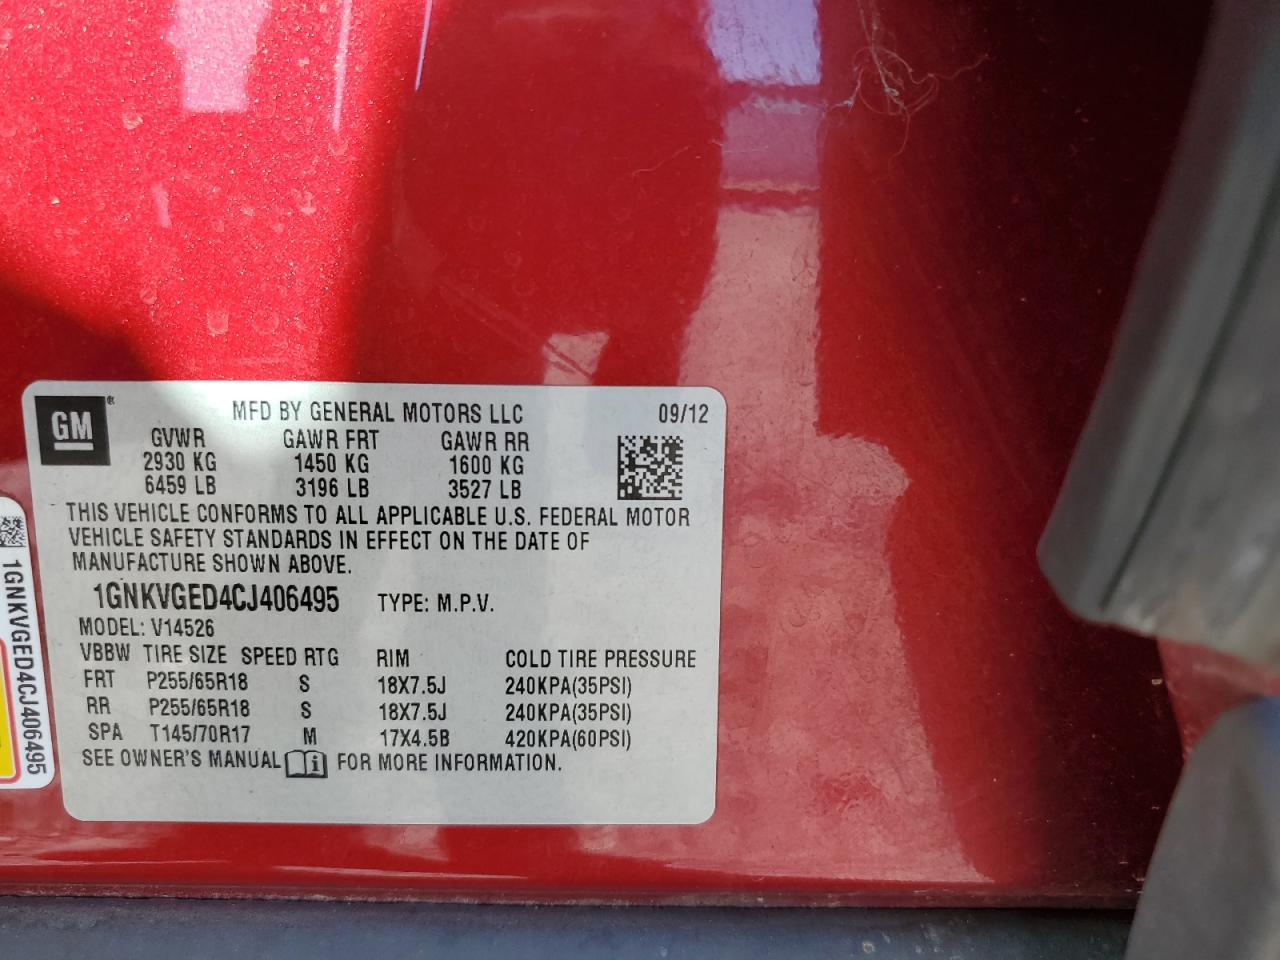 GM®
MFD BY GENERAL MOTORS LLC 09/12
GVWR GAWR FRT GAWR RR
2930 KG 1450 KG 1600 KG
6459 LB 3196 LB 3527 LB
THIS VEHICLE CONFORMS TO ALL APPLICABLE U.S. FEDERAL MOTOR
VEHICLE SAFETY STANDARDS IN EFFECT ON THE DATE OF
MANUFACTURE SHOWN ABOVE.
1GNKVGED4CJ406495 TYPE: M.P.V.
MODEL: V14526
VBBW TIRE SIZE SPEED RTG RIM COLD TIRE PRESSURE
FRT P255/65R18 S 18X7.5J 240KPA(35PSI)
RR P255/65R18 S 18X7.5J 240KPA(35PSI)
SPA T145/70R17 M 17X4.5B 420KPA(60PSI)
SEE OWNER'S MANUAL i FOR MORE INFORMATION.
1GNKVGED4CJ406495